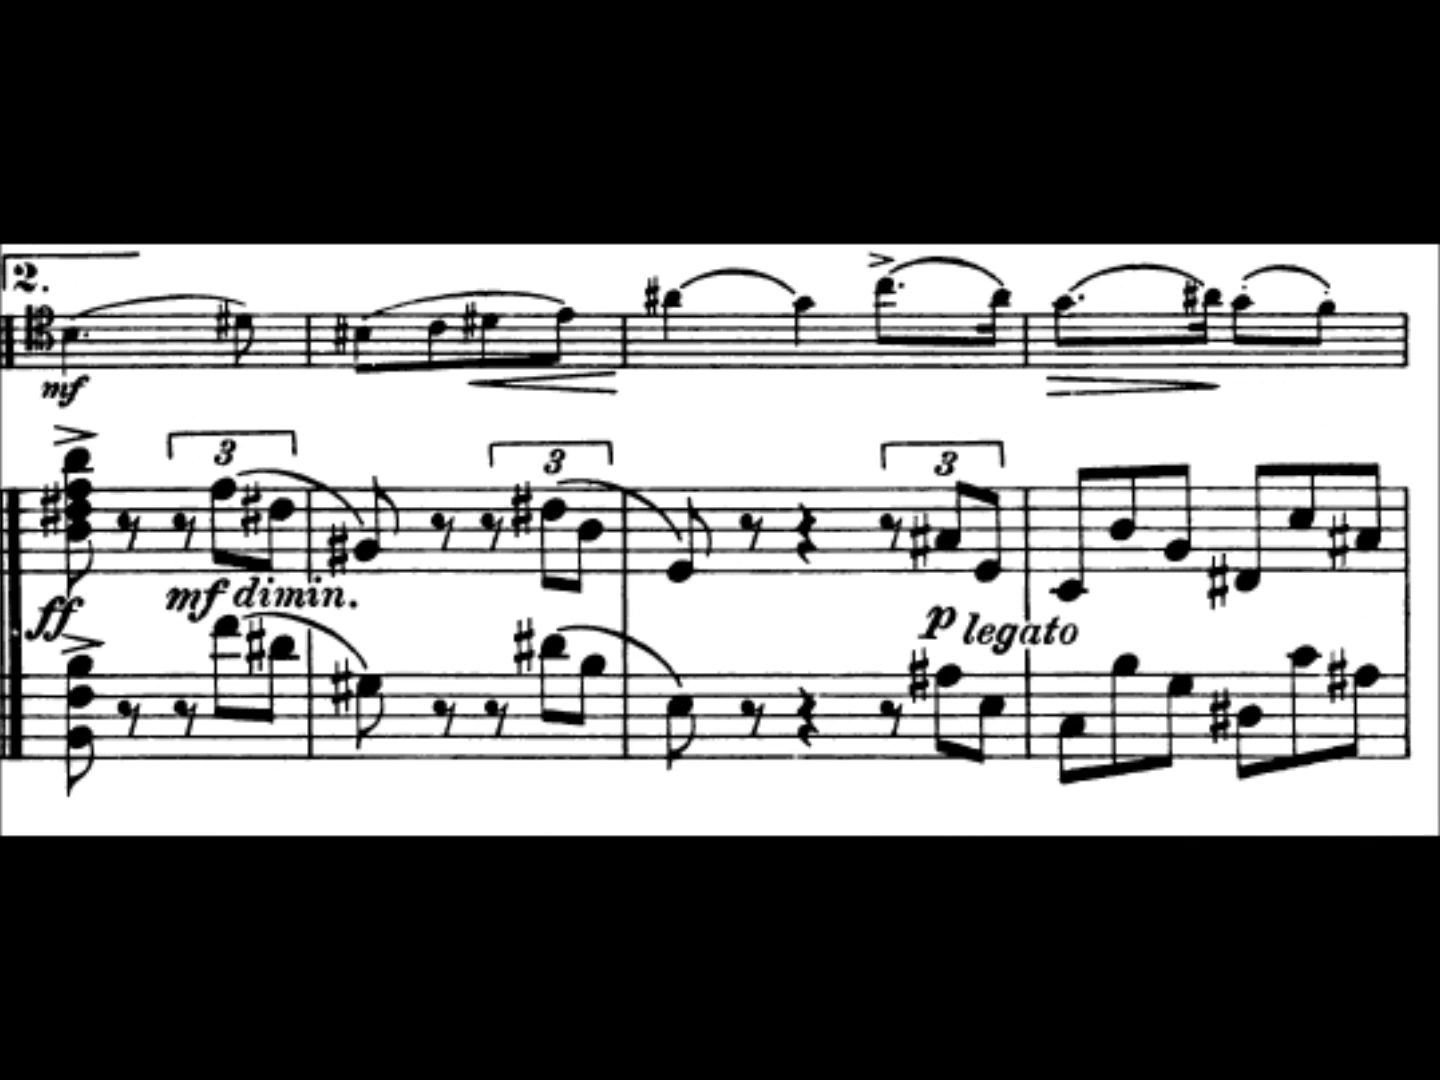 2.
mf
3 3 3
ff mf dimin. p legato